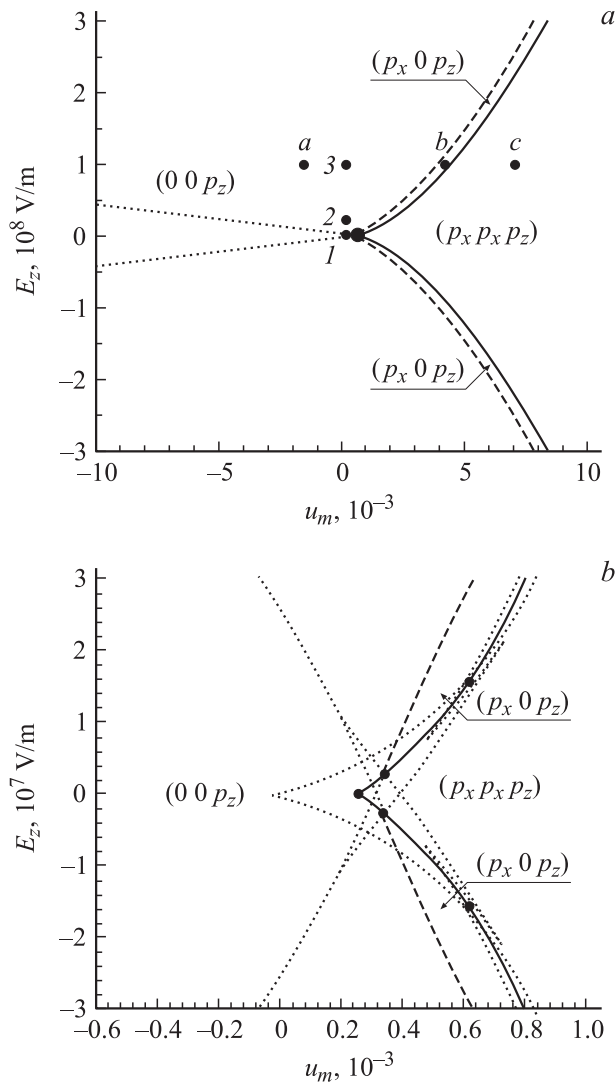 a
3
(p_x 0 p_z)
2
a
3
b
c
1
(0 0 p_z)
2
(p_x p_x p_z)
0
1
E_z, 10^8 V/m
–1
(p_x 0 p_z)
–2
–3
–10
–5
0
5
10
u_m, 10^–3
b
3
2
(p_x 0 p_z)
1
(0 0 p_z)
0
(p_x p_x p_z)
E_z, 10^7 V/m
–1
(p_x 0 p_z)
–2
–3
–0.6
–0.4
–0.2
0
0.2
0.4
0.6
0.8
1.0
u_m, 10^–3